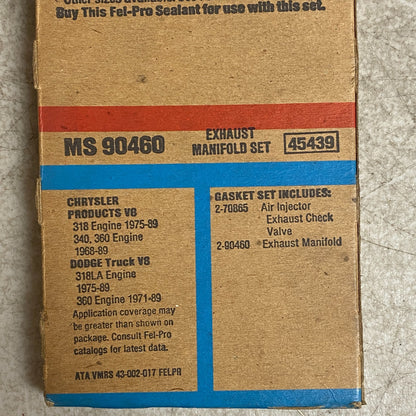 Buy This Fel-Pro Sealant for use with this set.
MS 90460
EXHAUST
MANIFOLD SET
45439
CHRYSLER
PRODUCTS V8
318 Engine 1975-89
340, 360 Engine
1968-89
DODGE Truck V8
318LA Engine
1975-89
360 Engine 1971-89
Application coverage may
be greater than shown on
package. Consult Fel-Pro
catalogs for latest data.
ATA VMRS 43-002-017 FELPR
GASKET SET INCLUDES:
2-70865 Air Injector
Exhaust Check
Valve
2-90460 Exhaust Manifold